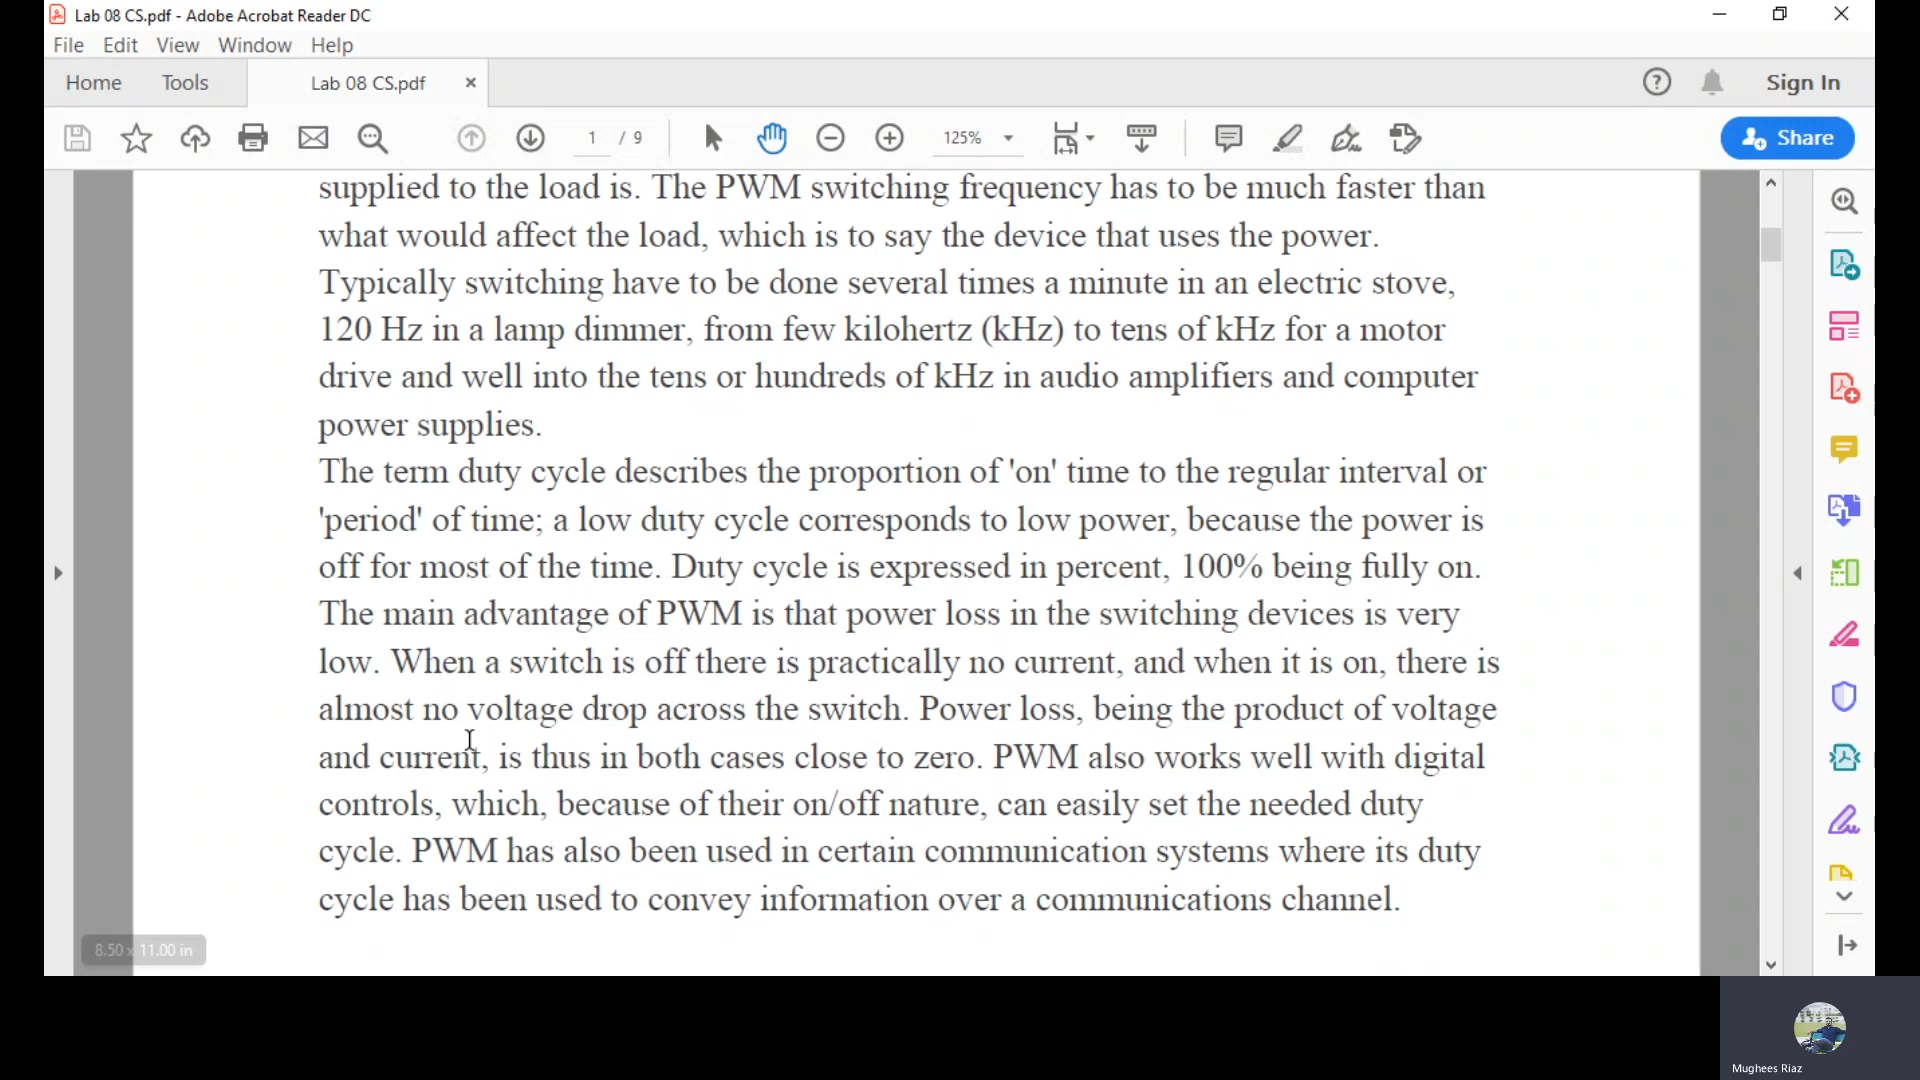 Lab 08 CS.pdf - Adobe Acrobat Reader DC
File Edit View Window Help
Home Tools Lab 08 CS.pdf × Sign In
1 / 9 125% Share
supplied to the load is. The PWM switching frequency has to be much faster than
what would affect the load, which is to say the device that uses the power.
Typically switching have to be done several times a minute in an electric stove,
120 Hz in a lamp dimmer, from few kilohertz (kHz) to tens of kHz for a motor
drive and well into the tens or hundreds of kHz in audio amplifiers and computer
power supplies.
The term duty cycle describes the proportion of 'on' time to the regular interval or
'period' of time; a low duty cycle corresponds to low power, because the power is
off for most of the time. Duty cycle is expressed in percent, 100% being fully on.
The main advantage of PWM is that power loss in the switching devices is very
low. When a switch is off there is practically no current, and when it is on, there is
almost no voltage drop across the switch. Power loss, being the product of voltage
and current, is thus in both cases close to zero. PWM also works well with digital
controls, which, because of their on/off nature, can easily set the needed duty
cycle. PWM has also been used in certain communication systems where its duty
cycle has been used to convey information over a communications channel.
8.50 x 11.00 in
Mughees Riaz